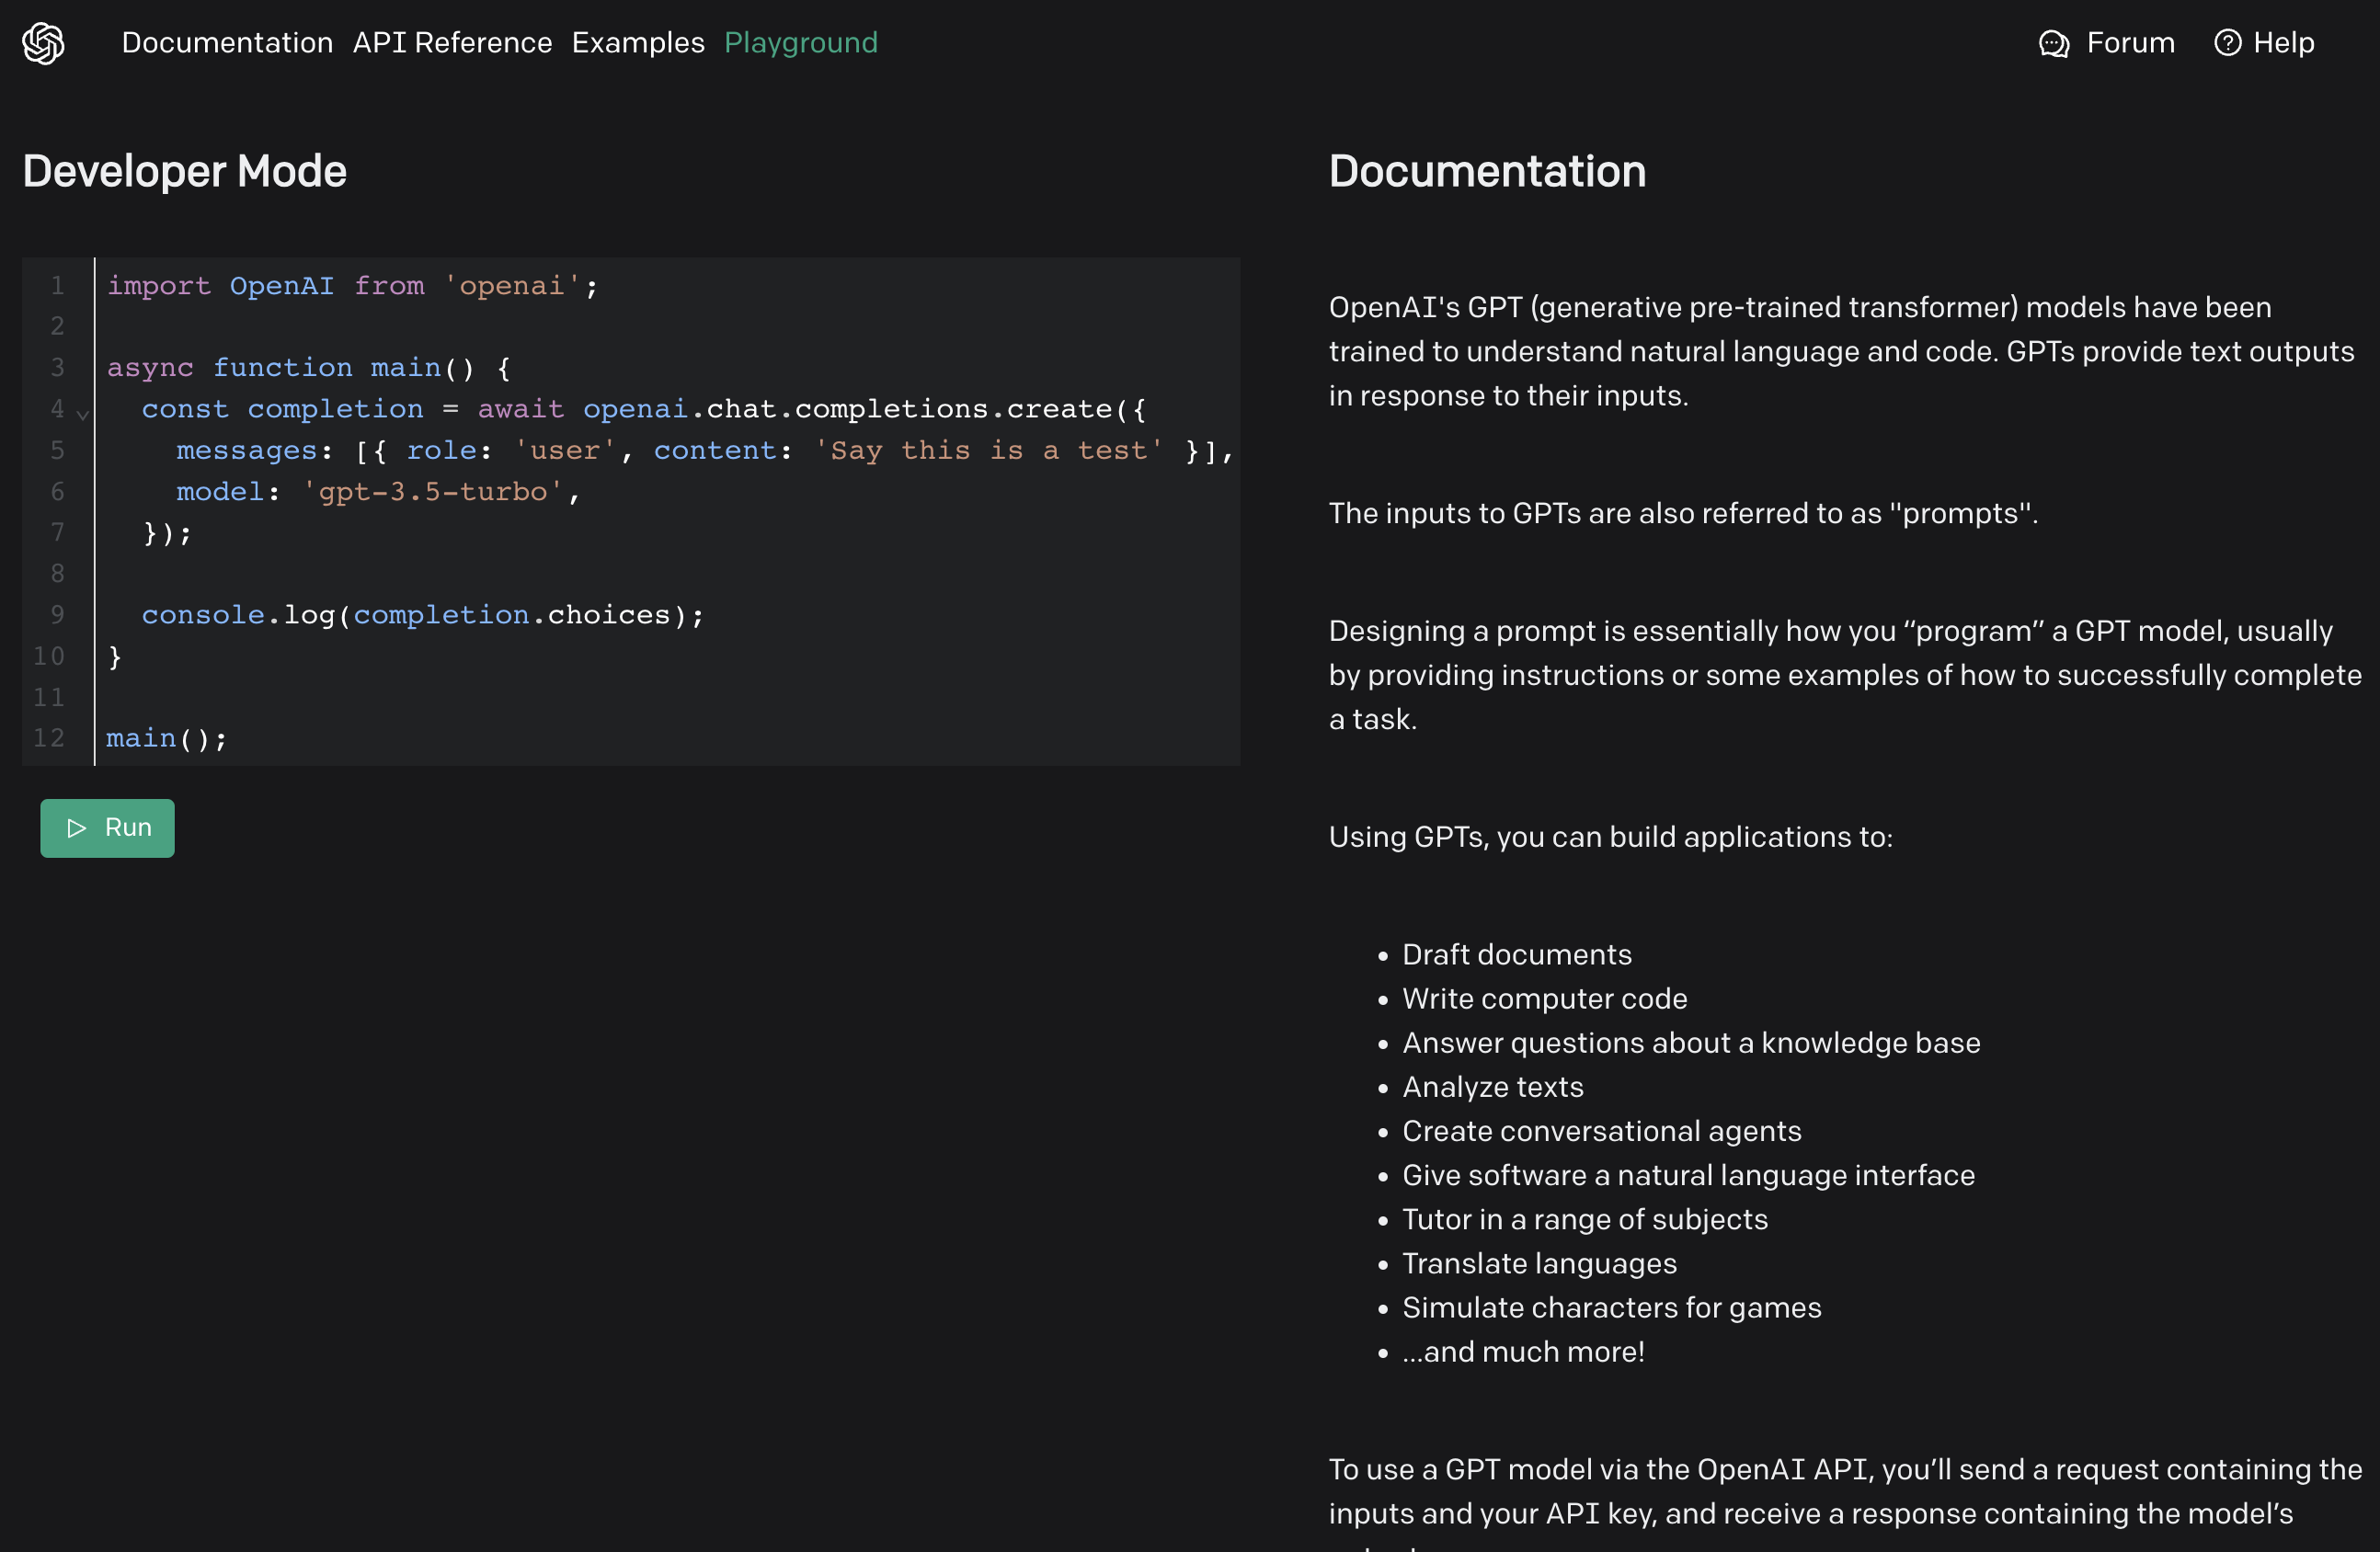 Documentation API Reference Examples Playground Forum Help
Developer Mode
1 import OpenAI from 'openai';
2
3 async function main() {
4   const completion = await openai.chat.completions.create({
5     messages: [{ role: 'user', content: 'Say this is a test' }],
6     model: 'gpt-3.5-turbo',
7   });
8
9   console.log(completion.choices);
10 }
11
12 main();
Run
Documentation
OpenAI's GPT (generative pre-trained transformer) models have been
trained to understand natural language and code. GPTs provide text outputs
in response to their inputs.
The inputs to GPTs are also referred to as "prompts".
Designing a prompt is essentially how you “program” a GPT model, usually
by providing instructions or some examples of how to successfully complete
a task.
Using GPTs, you can build applications to:
• Draft documents
• Write computer code
• Answer questions about a knowledge base
• Analyze texts
• Create conversational agents
• Give software a natural language interface
• Tutor in a range of subjects
• Translate languages
• Simulate characters for games
• ...and much more!
To use a GPT model via the OpenAI API, you’ll send a request containing the
inputs and your API key, and receive a response containing the model’s